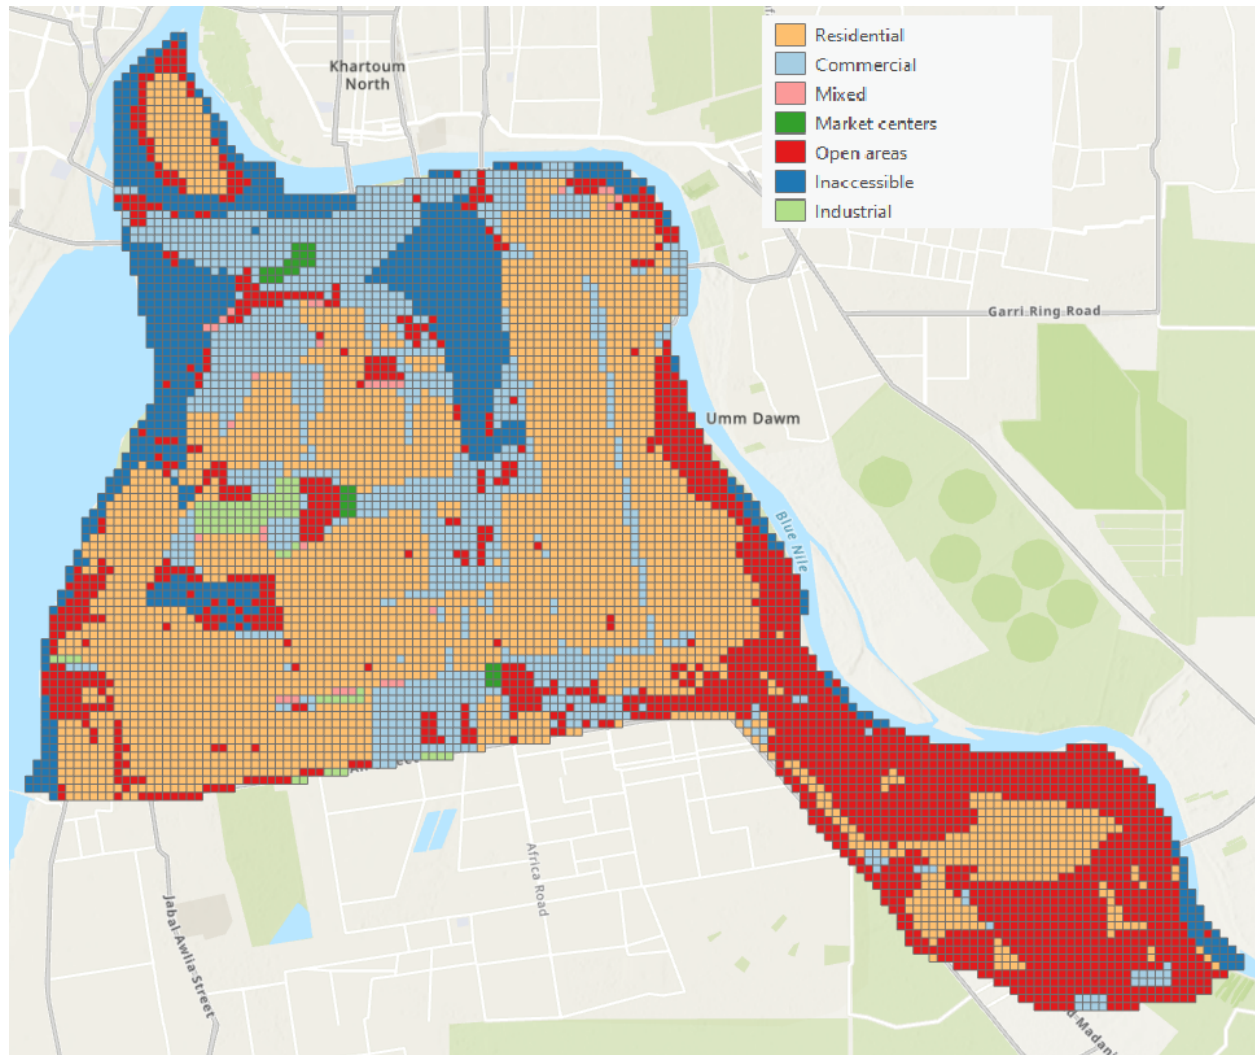 Khartoum
North
Residential
Commercial
Mixed
Market centers
Open areas
Inaccessible
Industrial
Garri Ring Road
Umm Dawm
Blue Nile
Africa Road
Jabal Awlia Street
d Madani